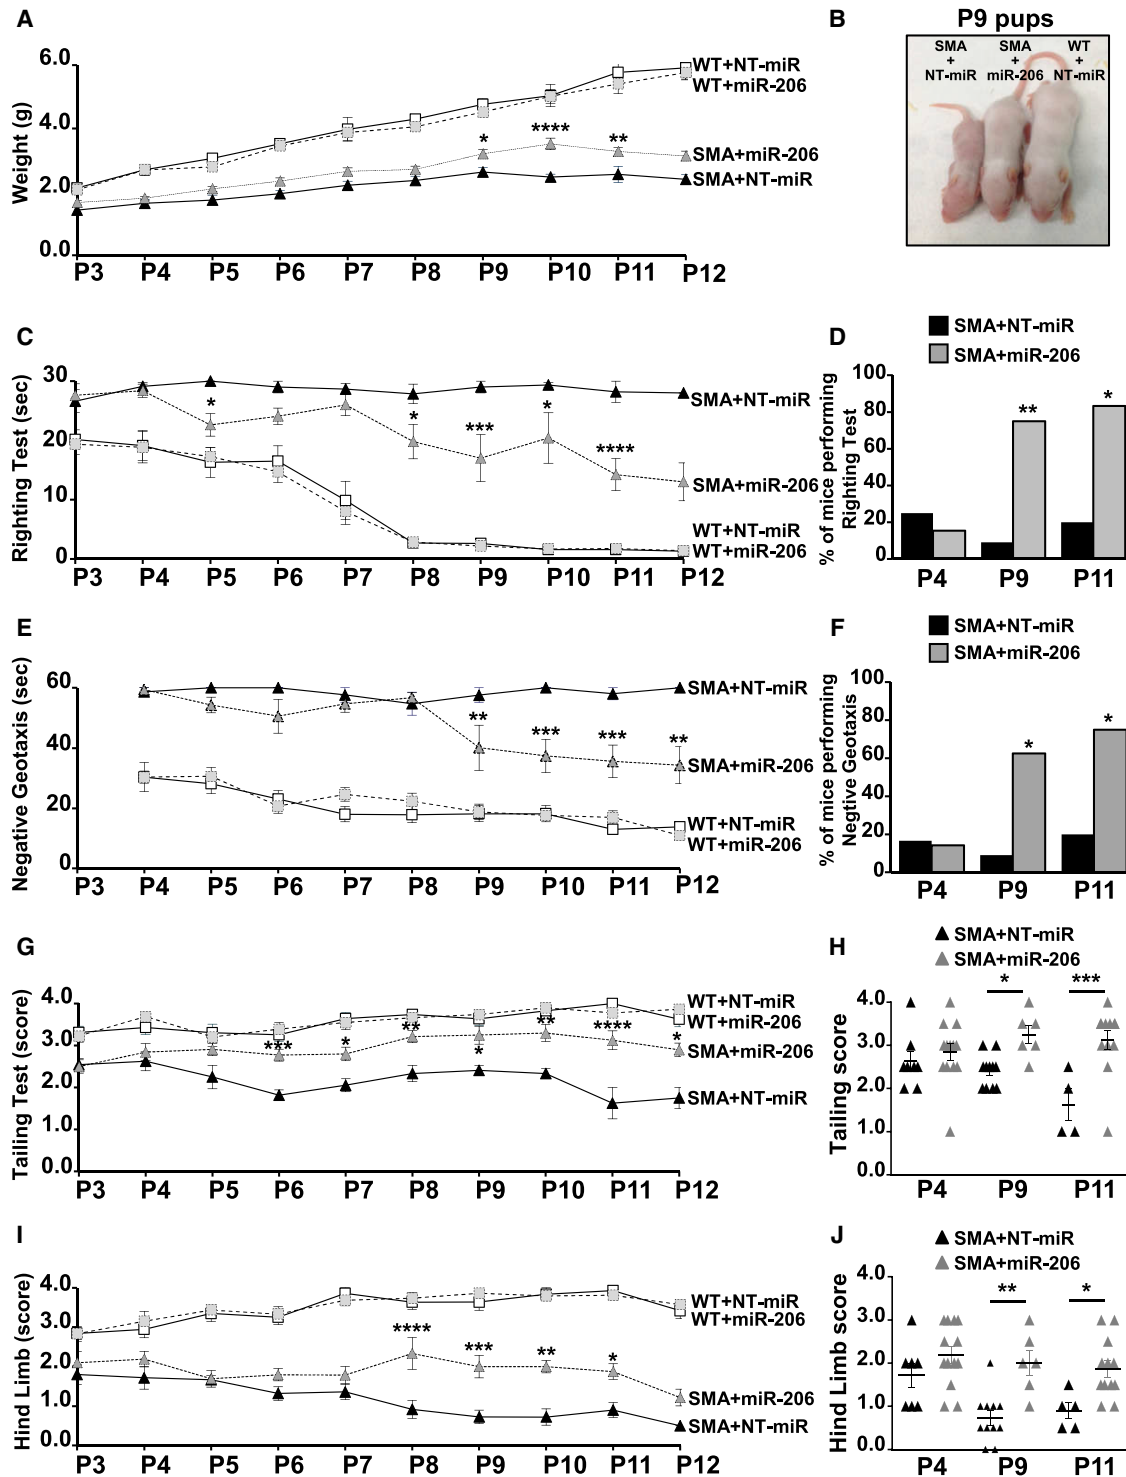 A
Weight (g)
6.0
4.0
2.0
0.0
WT+NT-miR
WT+miR-206
* **** **
SMA+miR-206
SMA+NT-miR
P3 P4 P5 P6 P7 P8 P9 P10 P11 P12
B
P9 pups
SMA SMA WT
+ + +
NT-miR miR-206 NT-miR
C
Righting Test (sec)
30
20
10
0
SMA+NT-miR
* * *** * ****
SMA+miR-206
WT+NT-miR
WT+miR-206
P3 P4 P5 P6 P7 P8 P9 P10 P11 P12
D
SMA+NT-miR
SMA+miR-206
% of mice performing
Righting Test
100
80
60
40
20
0
** *
P4 P9 P11
E
Negative Geotaxis (sec)
60
40
20
0
SMA+NT-miR
** *** *** **
SMA+miR-206
WT+NT-miR
WT+miR-206
P3 P4 P5 P6 P7 P8 P9 P10 P11 P12
F
SMA+NT-miR
SMA+miR-206
% of mice performing
Negtive Geotaxis
100
80
60
40
20
0
* *
P4 P9 P11
G
Tailing Test (score)
4.0
3.0
2.0
1.0
0.0
WT+NT-miR
WT+miR-206
*** * ** * ** **** *
SMA+miR-206
SMA+NT-miR
P3 P4 P5 P6 P7 P8 P9 P10 P11 P12
H
SMA+NT-miR
SMA+miR-206
Tailing score
4.0
3.0
2.0
1.0
0.0
* ***
P4 P9 P11
I
Hind Limb (score)
4.0
3.0
2.0
1.0
0.0
WT+NT-miR
WT+miR-206
**** *** ** *
SMA+miR-206
SMA+NT-miR
P3 P4 P5 P6 P7 P8 P9 P10 P11 P12
J
SMA+NT-miR
SMA+miR-206
Hind Limb score
4.0
3.0
2.0
1.0
0.0
** *
P4 P9 P11